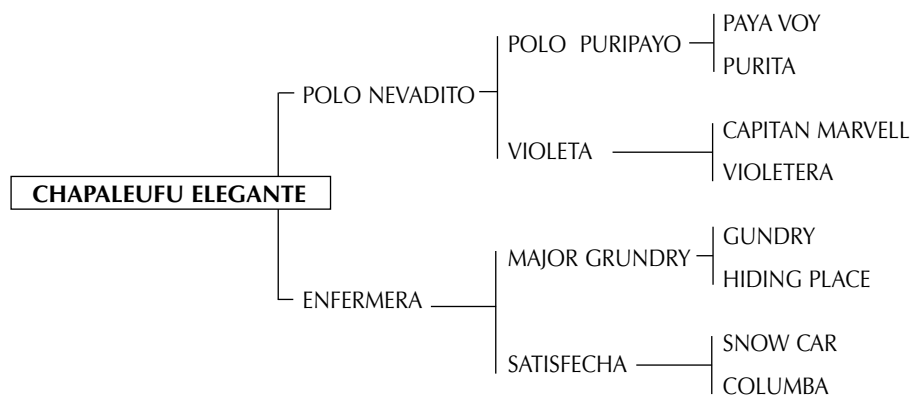 PAYA VOY
POLO PURIPAYO
PURITA
POLO NEVADITO
CAPITAN MARVELL
VIOLETA
VIOLETERA
CHAPALEUFU ELEGANTE
GUNDRY
MAJOR GRUNDRY
HIDING PLACE
ENFERMERA
SNOW CAR
SATISFECHA
COLUMBA